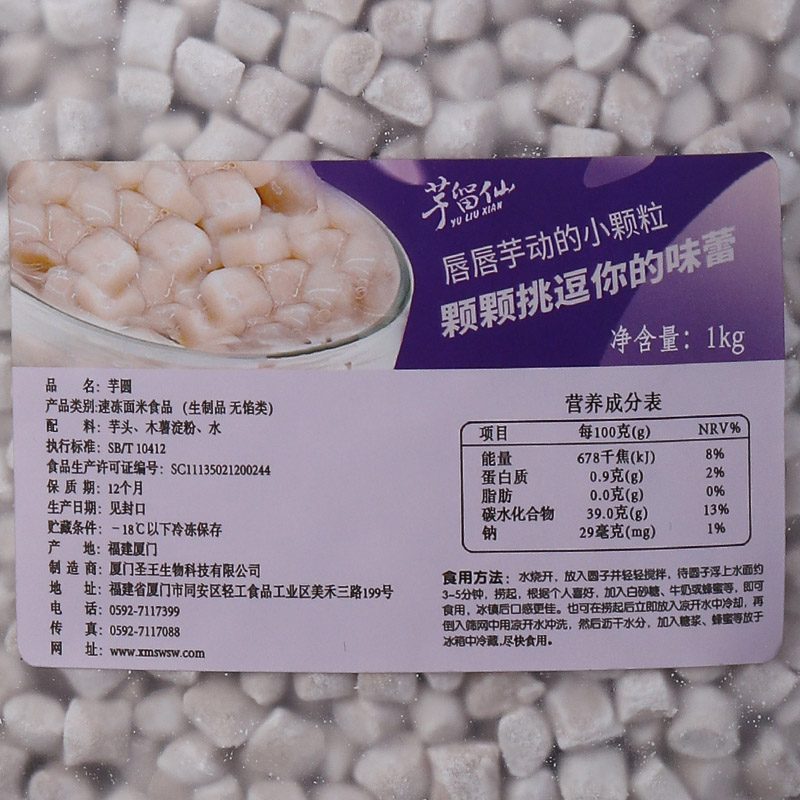 芋留仙
YU LIU XIAN
唇唇芋动的小颗粒
颗颗挑逗你的味蕾
净含量：1kg
品 名：芋圆
产品类别:速冻面米食品（生制品 无馅类）
配 料：芋头、木薯淀粉、水
执行标准：SB/T 10412
食品生产许可证编号：SC11135021200244
保 质 期：12个月
生产日期：见封口
贮藏条件：－18℃以下冷冻保存
产 地：福建厦门
制 造 商：厦门圣王生物科技有限公司
地 址：福建省厦门市同安区轻工食品工业区美禾三路199号
电 话：0592-7117399
传 真：0592-7117088
网 址：www.xmswsw.com
营养成分表
项目 每100克(g) NRV%
能量 678千焦(kJ) 8%
蛋白质 0.9克(g) 2%
脂肪 0.0克(g) 0%
碳水化合物 39.0克(g) 13%
钠 29毫克(mg) 1%
食用方法：水烧开，放入圆子并轻轻搅拌，待圆子浮上水面约
3-5分钟，捞起，根据个人喜好，加入白砂糖、牛奶或蜂蜜等，即可
食用，冰镇后口感更佳。也可在捞起后立即放入凉开水中冷却，再
倒入筛网中用凉开水冲洗，然后沥干水分，加入糖浆、蜂蜜等放于
冰箱中冷藏,尽快食用。